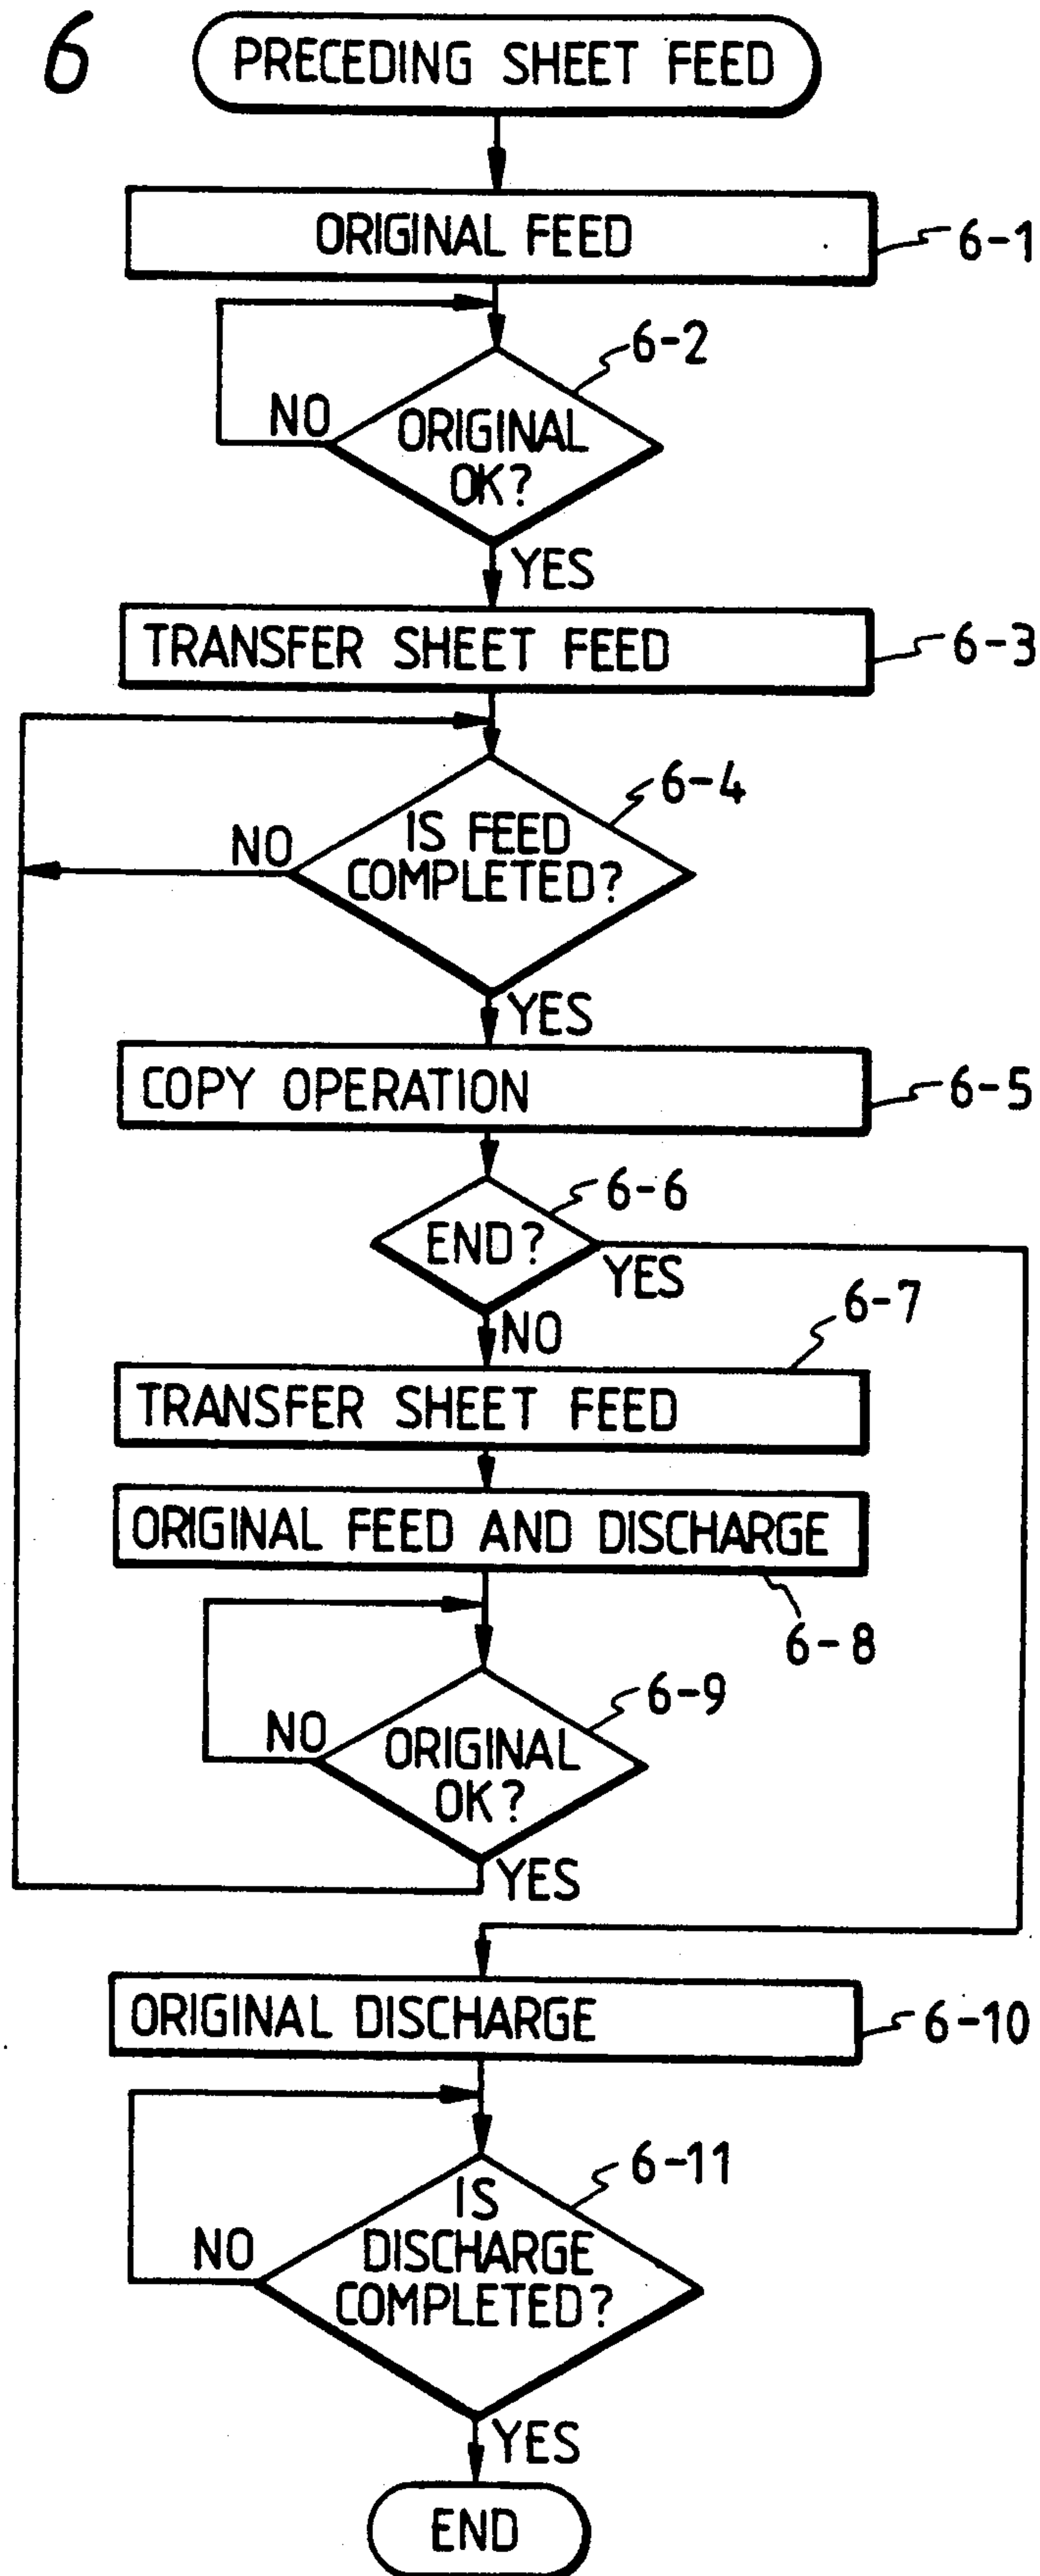 6
PRECEDING SHEET FEED
ORIGINAL FEED
6-1
6-2
NO
ORIGINAL
OK?
YES
TRANSFER SHEET FEED
6-3
6-4
NO
IS FEED
COMPLETED?
YES
COPY OPERATION
6-5
6-6
END?
YES
NO
6-7
TRANSFER SHEET FEED
ORIGINAL FEED AND DISCHARGE
6-8
6-9
NO
ORIGINAL
OK?
YES
ORIGINAL DISCHARGE
6-10
6-11
NO
IS
DISCHARGE
COMPLETED?
YES
END